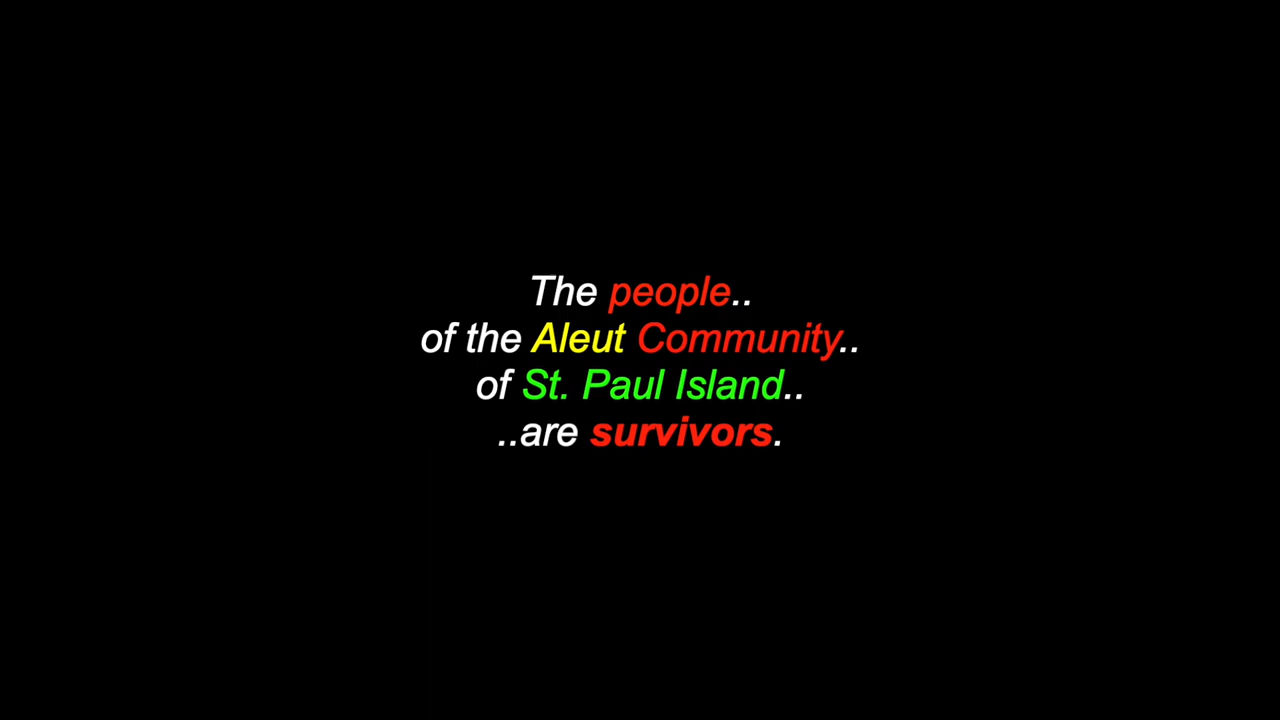 The people..
of the Aleut Community..
of St. Paul Island..
..are survivors.